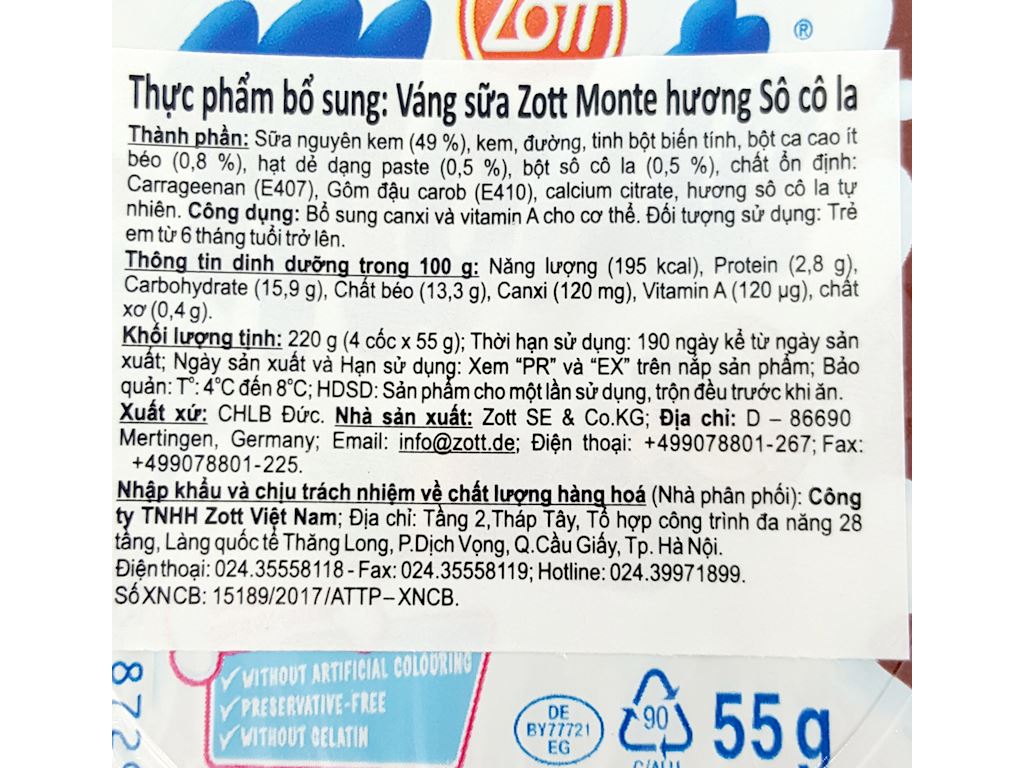 Zott
®
Thực phẩm bổ sung: Váng sữa Zott Monte hương Sô cô la
Thành phần: Sữa nguyên kem (49 %), kem, đường, tinh bột biến tính, bột ca cao ít
béo (0,8 %), hạt dẻ dạng paste (0,5 %), bột sô cô la (0,5 %), chất ổn định:
Carrageenan (E407), Gôm đậu carob (E410), calcium citrate, hương sô cô la tự
nhiên. Công dụng: Bổ sung canxi và vitamin A cho cơ thể. Đối tượng sử dụng: Trẻ
em từ 6 tháng tuổi trở lên.
Thông tin dinh dưỡng trong 100 g: Năng lượng (195 kcal), Protein (2,8 g),
Carbohydrate (15,9 g), Chất béo (13,3 g), Canxi (120 mg), Vitamin A (120 µg), chất
xơ (0,4 g).
Khối lượng tịnh: 220 g (4 cốc x 55 g); Thời hạn sử dụng: 190 ngày kể từ ngày sản
xuất; Ngày sản xuất và Hạn sử dụng: Xem "PR" và "EX" trên nắp sản phẩm; Bảo
quản: T°: 4°C đến 8°C; HDSD: Sản phẩm cho một lần sử dụng, trộn đều trước khi ăn.
Xuất xứ: CHLB Đức. Nhà sản xuất: Zott SE & Co.KG; Địa chỉ: D – 86690
Mertingen, Germany; Email: info@zott.de; Điện thoại: +499078801-267; Fax:
+499078801-225.
Nhập khẩu và chịu trách nhiệm về chất lượng hàng hoá (Nhà phân phối): Công
ty TNHH Zott Việt Nam; Địa chỉ: Tầng 2,Tháp Tây, Tổ hợp công trình đa năng 28
tầng, Làng quốc tế Thăng Long, P.Dịch Vọng, Q.Cầu Giấy, Tp. Hà Nội.
Điện thoại: 024.35558118 - Fax: 024.35558119; Hotline: 024.39971899.
Số XNCB: 15189/2017/ATTP–XNCB.
WITHOUT ARTIFICIAL COLOURING
PRESERVATIVE-FREE
WITHOUT GELATIN
DE
BY77721
EG
90
C/ALU
55g